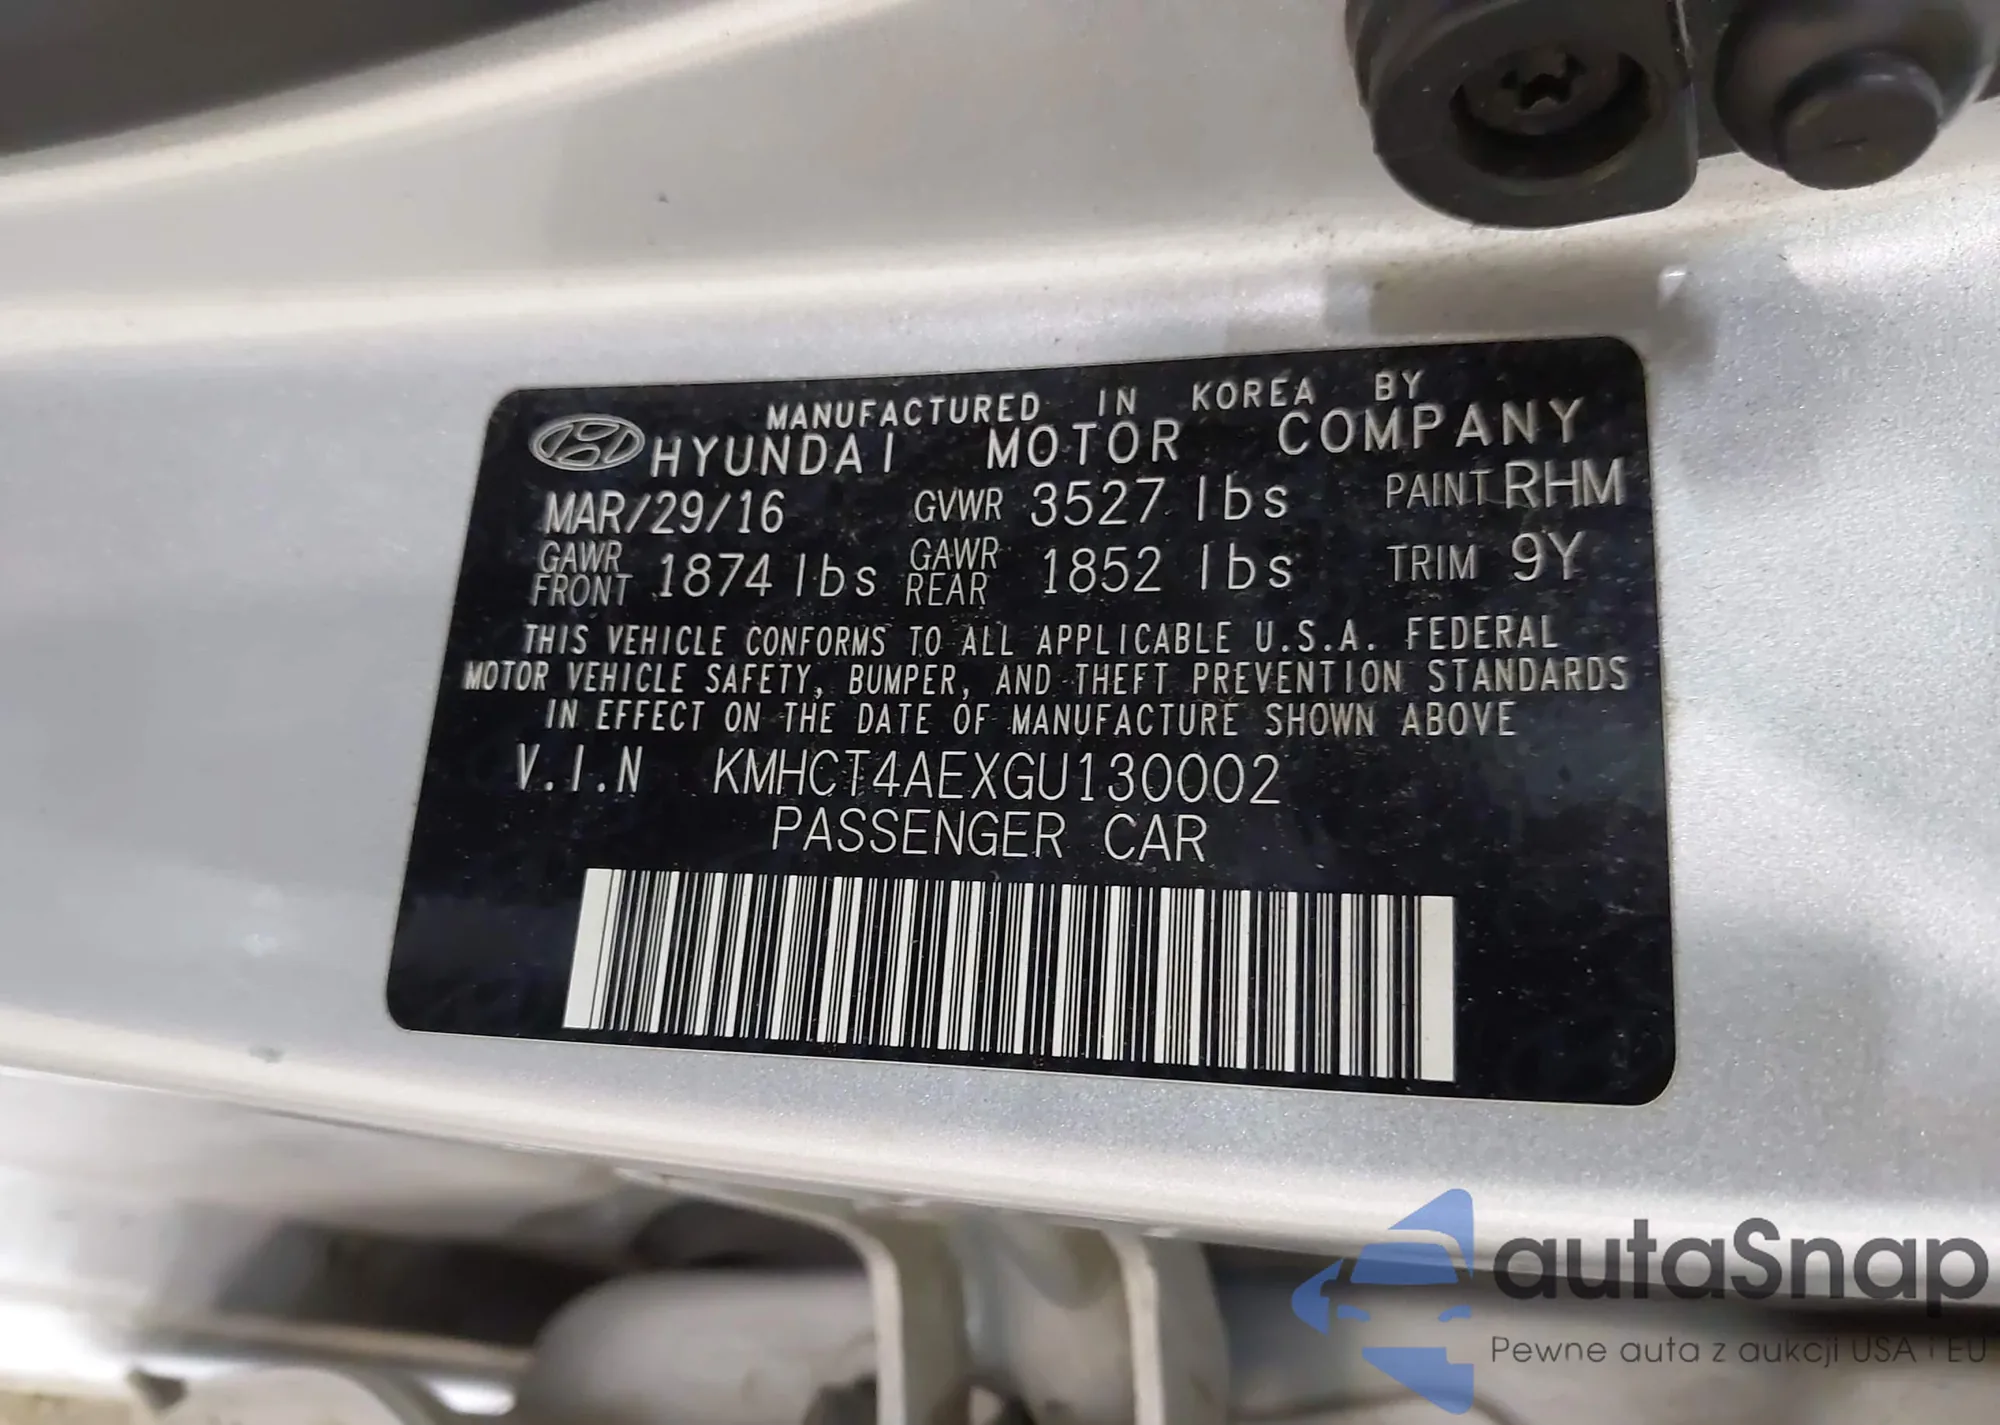 MANUFACTURED IN KOREA BY
HYUNDAI MOTOR COMPANY
MAR/29/16 GVWR 3527 lbs PAINT RHM
GAWR FRONT 1874 lbs GAWR REAR 1852 lbs TRIM 9Y
THIS VEHICLE CONFORMS TO ALL APPLICABLE U.S.A. FEDERAL
MOTOR VEHICLE SAFETY, BUMPER, AND THEFT PREVENTION STANDARDS
IN EFFECT ON THE DATE OF MANUFACTURE SHOWN ABOVE
V.I.N KMHCT4AEXGU130002
PASSENGER CAR
autaSnap
Pewne auta z aukcji USA i EU